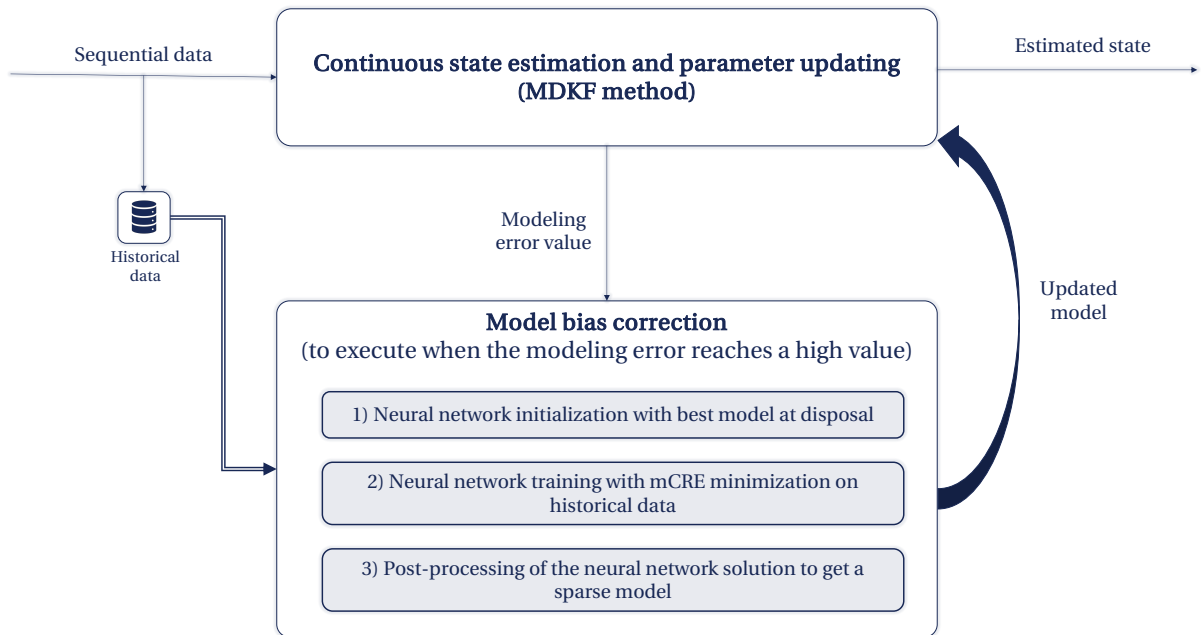 Sequential data
Continuous state estimation and parameter updating
(MDKF method)
Estimated state
Historical
data
Modeling
error value
Updated
model
Model bias correction
(to execute when the modeling error reaches a high value)
1) Neural network initialization with best model at disposal
2) Neural network training with mCRE minimization on
historical data
3) Post-processing of the neural network solution to get a
sparse model